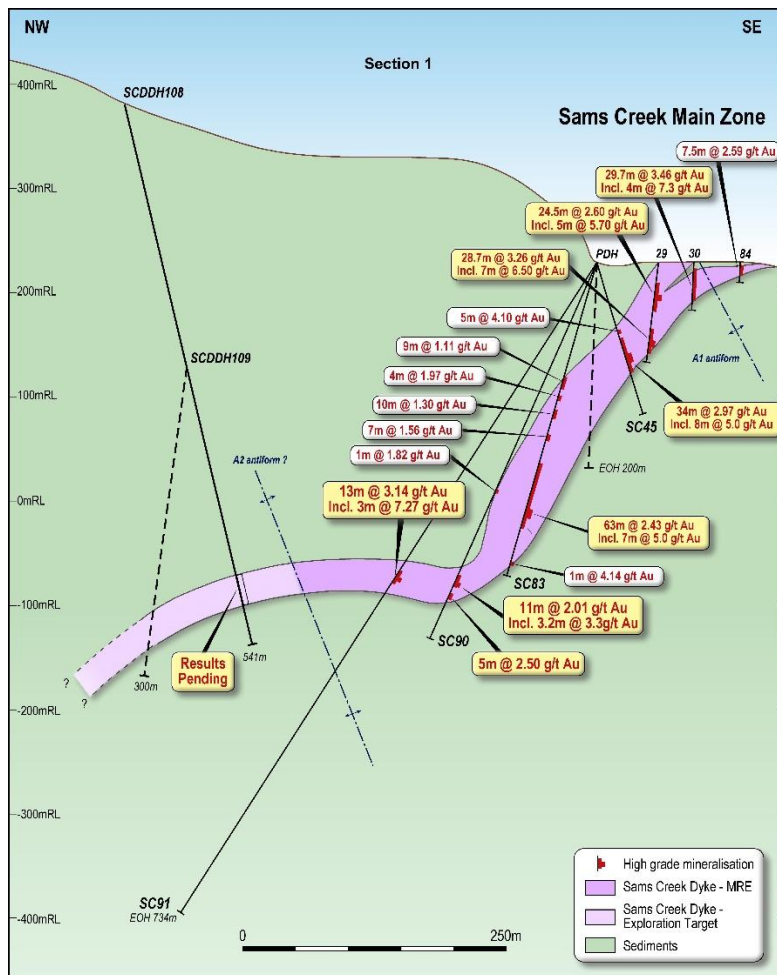 NW
SE
Section 1
400mRL
300mRL
200mRL
100mRL
0mRL
-100mRL
-200mRL
-300mRL
-400mRL
SCDDH108
Sams Creek Main Zone
7.5m @ 2.59 g/t Au
29.7m @ 3.46 g/t Au
Incl. 4m @ 7.3 g/t Au
24.5m @ 2.60 g/t Au
Incl. 5m @ 5.70 g/t Au
28.7m @ 3.26 g/t Au
Incl. 7m @ 6.50 g/t Au
PDH
29
30
84
5m @ 4.10 g/t Au
9m @ 1.11 g/t Au
4m @ 1.97 g/t Au
10m @ 1.30 g/t Au
7m @ 1.56 g/t Au
1m @ 1.82 g/t Au
A1 antiform
SCDDH109
34m @ 2.97 g/t Au
Incl. 8m @ 5.0 g/t Au
SC45
EOH 200m
A2 antiform ?
13m @ 3.14 g/t Au
Incl. 3m @ 7.27 g/t Au
63m @ 2.43 g/t Au
Incl. 7m @ 5.0 g/t Au
1m @ 4.14 g/t Au
SC83
11m @ 2.01 g/t Au
Incl. 3.2m @ 3.3g/t Au
SC90
5m @ 2.50 g/t Au
Results
Pending
541m
300m
?
?
SC91
EOH 734m
0
250m
High grade mineralisation
Sams Creek Dyke - MRE
Sams Creek Dyke -
Exploration Target
Sediments